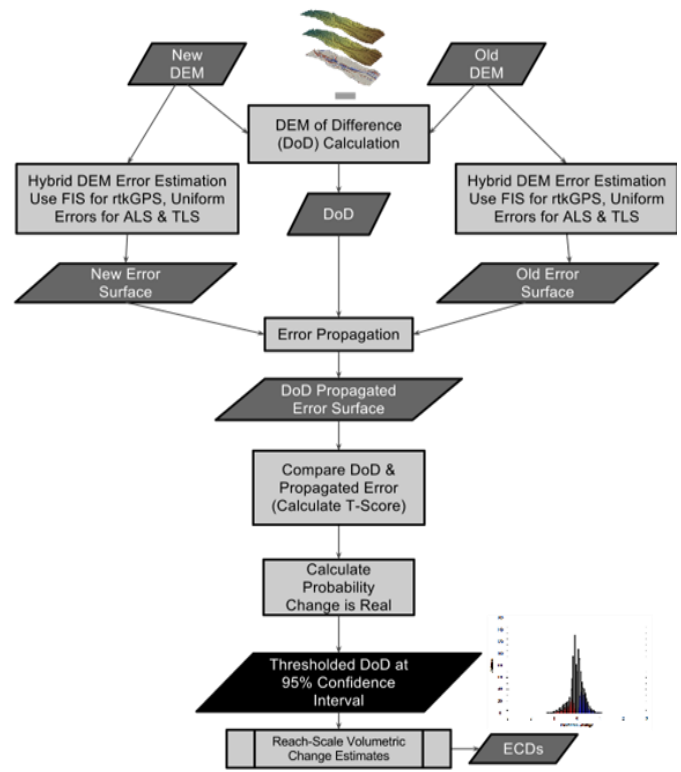 New
DEM
Old
DEM
DEM of Difference
(DoD) Calculation
Hybrid DEM Error Estimation
Use FIS for rtkGPS, Uniform
Errors for ALS & TLS
DoD
Hybrid DEM Error Estimation
Use FIS for rtkGPS, Uniform
Errors for ALS & TLS
New Error
Surface
Old Error
Surface
Error Propagation
DoD Propagated
Error Surface
Compare DoD &
Propagated Error
(Calculate T-Score)
Calculate
Probability
Change is Real
Thresholded DoD at
95% Confidence
Interval
Reach-Scale Volumetric
Change Estimates
ECDs